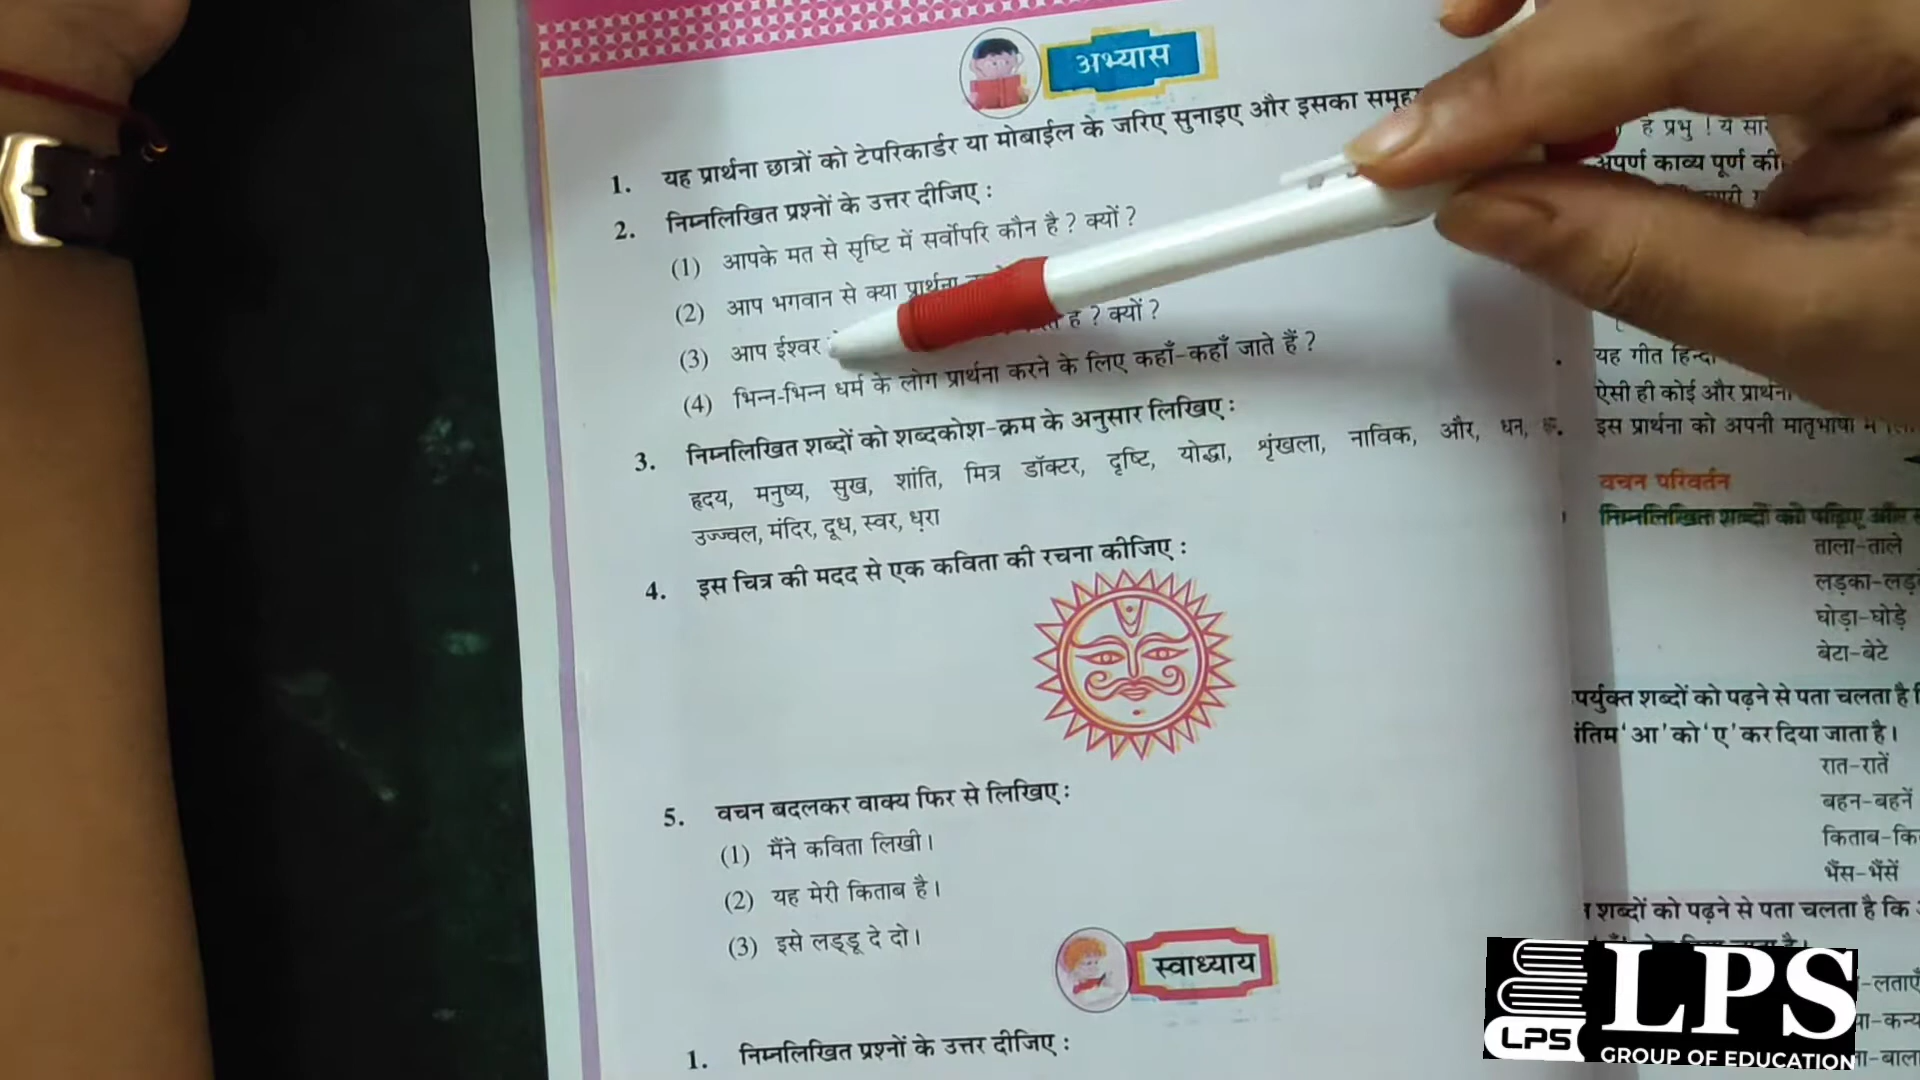 अभ्यास
1. यह प्रार्थना छात्रों को टेपरिकार्डर या मोबाईल के जरिए सुनाइए और इसका
2. निम्नलिखित प्रश्नों के उत्तर दीजिए :
(1) आपके मत से सृष्टि में सर्वोपरि कौन है ? क्यों ?
(2) आप भगवान से क्या प्रार्थना
(3) आप ईश्वर ? क्यों ?
(4) भिन्न-भिन्न धर्म के लोग प्रार्थना करने के लिए कहाँ-कहाँ जाते हैं ?
3. निम्नलिखित शब्दों को शब्दकोश-क्रम के अनुसार लिखिए :
हृदय, मनुष्य, सुख, शांति, मित्र डॉक्टर, दृष्टि, योद्धा, शृंखला, नाविक, और, धन,
उज्ज्वल, मंदिर, दूध, स्वर, धरा
4. इस चित्र की मदद से एक कविता की रचना कीजिए :
5. वचन बदलकर वाक्य फिर से लिखिए :
(1) मैंने कविता लिखी।
(2) यह मेरी किताब है।
(3) इसे लड्डू दे दो।
स्वाध्याय
1. निम्नलिखित प्रश्नों के उत्तर दीजिए :
हे प्रभु ! ये
अपूर्ण काव्य पूर्ण
यह गीत हिन्दी
ऐसी ही कोई और प्रार्थना
इस प्रार्थना को अपनी मातृभाषा
वचन परिवर्तन
निम्नलिखित शब्दों को पढ़िए और
ताला-ताले
घोड़ा-घोड़े
बेटा-बेटे
शब्दों को पढ़ने से पता चलता है
'आ' को 'ए' कर दिया जाता है।
रात-रातें
बहन-बहनें
भैंस-भैंसें
शब्दों को पढ़ने से पता चलता है कि
LPS
LPS
GROUP OF EDUCATION